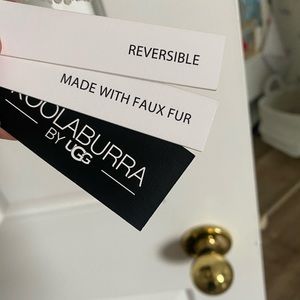 REVERSIBLE
MADE WITH FAUX FUR
KOOLABURRA
BY UGG